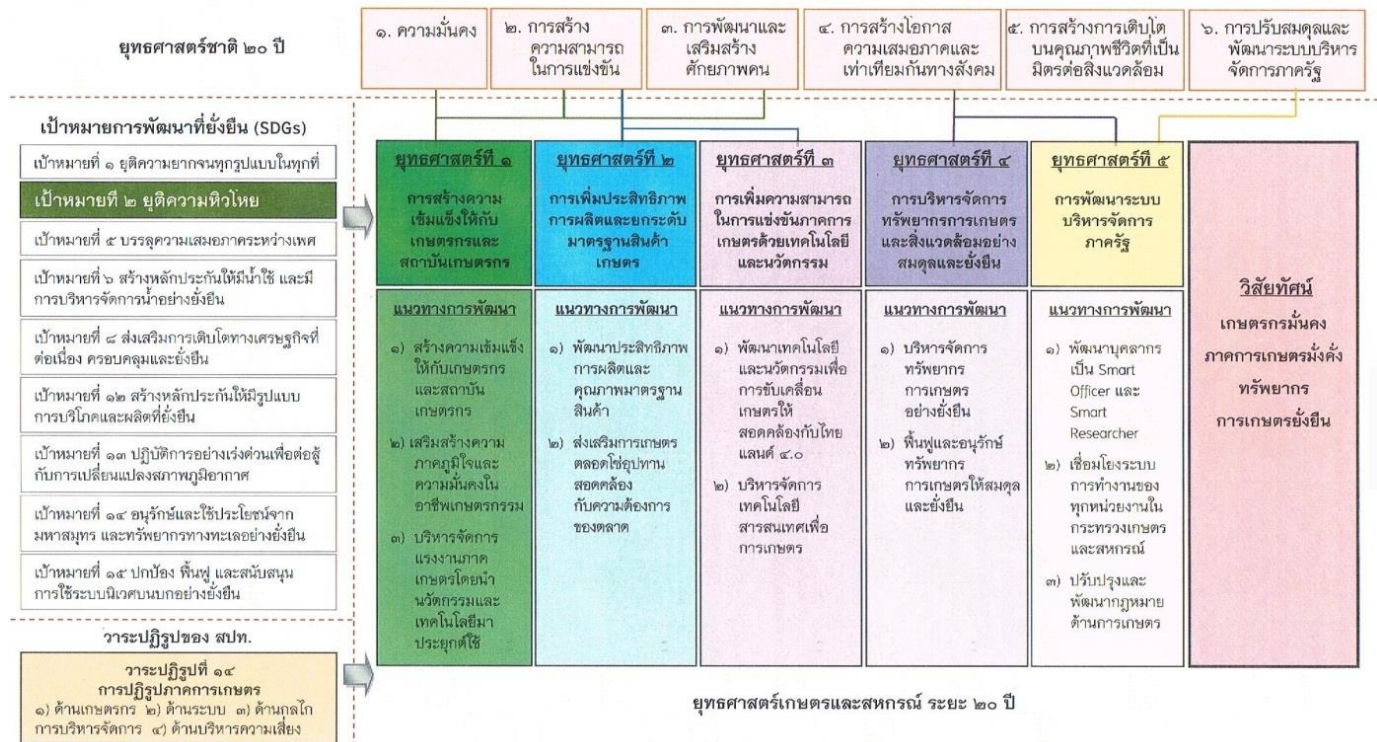 ยุทธศาสตร์ชาติ ๒๐ ปี
๑. ความมั่นคง
๒. การสร้าง
ความสามารถ
ในการแข่งขัน
๓. การพัฒนาและ
เสริมสร้าง
ศักยภาพคน
๔. การสร้างโอกาส
ความเสมอภาคและ
เท่าเทียมกันทางสังคม
๕. การสร้างการเติบโต
บนคุณภาพชีวิตที่เป็น
มิตรต่อสิ่งแวดล้อม
๖. การปรับสมดุลและ
พัฒนาระบบบริหาร
จัดการภาครัฐ
เป้าหมายการพัฒนาที่ยั่งยืน (SDGs)
เป้าหมายที่ ๑ ยุติความยากจนทุกรูปแบบในทุกที่
เป้าหมายที่ ๒ ยุติความหิวโหย
เป้าหมายที่ ๕ บรรลุความเสมอภาคระหว่างเพศ
เป้าหมายที่ ๖ สร้างหลักประกันให้มีน้ำใช้ และมี
การบริหารจัดการน้ำอย่างยั่งยืน
เป้าหมายที่ ๘ ส่งเสริมการเติบโตทางเศรษฐกิจที่
ต่อเนื่อง ครอบคลุมและยั่งยืน
เป้าหมายที่ ๑๒ สร้างหลักประกันให้มีรูปแบบ
การบริโภคและผลิตที่ยั่งยืน
เป้าหมายที่ ๑๓ ปฏิบัติการอย่างเร่งด่วนเพื่อต่อสู้
กับการเปลี่ยนแปลงสภาพภูมิอากาศ
เป้าหมายที่ ๑๔ อนุรักษ์และใช้ประโยชน์จาก
มหาสมุทร และทรัพยากรทางทะเลอย่างยั่งยืน
เป้าหมายที่ ๑๕ ปกป้อง ฟื้นฟู และสนับสนุน
การใช้ระบบนิเวศบนบกอย่างยั่งยืน
วาระปฏิรูปของ สปท.
วาระปฏิรูปที่ ๑๔
การปฏิรูปภาคการเกษตร
๑) ด้านเกษตรกร ๒) ด้านระบบ ๓) ด้านกลไก
การบริหารจัดการ ๔) ด้านบริหารความเสี่ยง
ยุทธศาสตร์ที่ ๑
การสร้างความ
เข้มแข็งให้กับ
เกษตรกรและ
สถาบันเกษตรกร
แนวทางการพัฒนา
๑) สร้างความเข้มแข็ง
ให้กับเกษตรกร
และสถาบัน
เกษตรกร
๒) เสริมสร้างความ
ภาคภูมิใจและ
ความมั่นคงใน
อาชีพเกษตรกรรม
๓) บริหารจัดการ
แรงงานภาค
เกษตรโดยนำ
นวัตกรรมและ
เทคโนโลยีมา
ประยุกต์ใช้
ยุทธศาสตร์ที่ ๒
การเพิ่มประสิทธิภาพ
การผลิตและยกระดับ
มาตรฐานสินค้า
เกษตร
แนวทางการพัฒนา
๑) พัฒนาประสิทธิภาพ
การผลิตและ
คุณภาพมาตรฐาน
สินค้า
๒) ส่งเสริมการเกษตร
ตลอดโซ่อุปทาน
สอดคล้อง
กับความต้องการ
ของตลาด
ยุทธศาสตร์ที่ ๓
การเพิ่มความสามารถ
ในการแข่งขันภาคการ
เกษตรด้วยเทคโนโลยี
และนวัตกรรม
แนวทางการพัฒนา
๑) พัฒนาเทคโนโลยี
และนวัตกรรมเพื่อ
การขับเคลื่อน
เกษตรให้
สอดคล้องกับไทย
แลนด์ ๔.๐
๒) บริหารจัดการ
เทคโนโลยี
สารสนเทศเพื่อ
การเกษตร
ยุทธศาสตร์ที่ ๔
การบริหารจัดการ
ทรัพยากรการเกษตร
และสิ่งแวดล้อมอย่าง
สมดุลและยั่งยืน
แนวทางการพัฒนา
๑) บริหารจัดการ
ทรัพยากร
การเกษตร
อย่างยั่งยืน
๒) ฟื้นฟูและอนุรักษ์
ทรัพยากร
การเกษตรให้สมดุล
และยั่งยืน
ยุทธศาสตร์ที่ ๕
การพัฒนาระบบ
บริหารจัดการ
ภาครัฐ
แนวทางการพัฒนา
๑) พัฒนาบุคลากร
เป็น Smart
Officer และ
Smart
Researcher
๒) เชื่อมโยงระบบ
การทำงานของ
ทุกหน่วยงานใน
กระทรวงเกษตร
และสหกรณ์
๓) ปรับปรุงและ
พัฒนากฎหมาย
ด้านการเกษตร
วิสัยทัศน์
เกษตรกรมั่นคง
ภาคการเกษตรมั่งคั่ง
ทรัพยากร
การเกษตรยั่งยืน
ยุทธศาสตร์เกษตรและสหกรณ์ ระยะ ๒๐ ปี